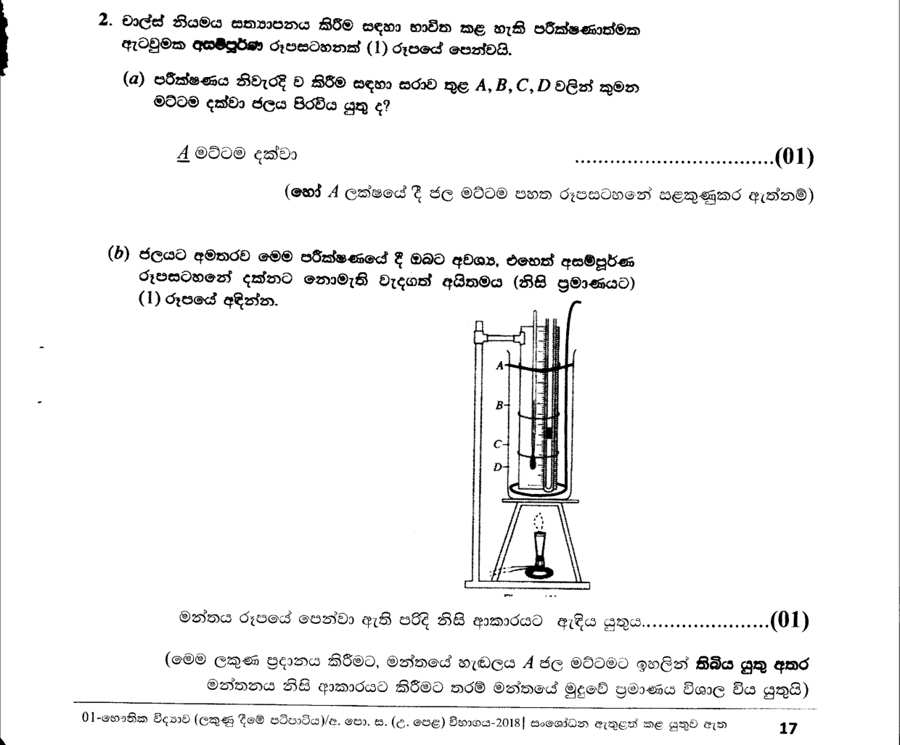 2. චාල්ස් නියමය සත්‍යාපනය කිරීම සඳහා භාවිත කළ හැකි පරීක්ෂණාත්මක
ඇටවුමක අසම්පූර්ණ රූපසටහනක් (1) රූපයේ පෙන්වයි.
(a) පරීක්ෂණය නිවැරදි ව කිරීම සඳහා සරාව තුළ A, B, C, D වලින් කුමන
මට්ටම දක්වා ජලය පිරවිය යුතු ද?
A මට්ටම දක්වා ..................................(01)
(හෝ A ලක්ෂයේ දී ජල මට්ටම පහත රූපසටහනේ සළකුණුකර ඇත්නම්)
(b) ජලයට අමතරව මෙම පරීක්ෂණයේ දී ඔබට අවශ්‍ය, එහෙත් අසම්පූර්ණ
රූපසටහනේ දක්නට නොමැති වැදගත් අයිතමය (නිසි ප්‍රමාණයට)
(1) රූපයේ අඳින්න.
A
B
C
D
මන්තය රූපයේ පෙන්වා ඇති පරිදි නිසි ආකාරයට ඇඳිය යුතුය......................(01)
(මෙම ලකුණ ප්‍රදානය කිරීමට, මන්තයේ හැඬලය A ජල මට්ටමට ඉහලින් තිබිය යුතු අතර
මන්තනය නිසි ආකාරයට කිරීමට තරම් මන්තයේ මුදුවේ ප්‍රමාණය විශාල විය යුතුයි)
01-භෞතික විද්‍යාව (ලකුණු දීමේ පටිපාටිය)/අ. පො. ස. (උ. පෙළ) විභාගය-2018| සංශෝධන ඇතුළත් කළ යුතුව ඇත 17